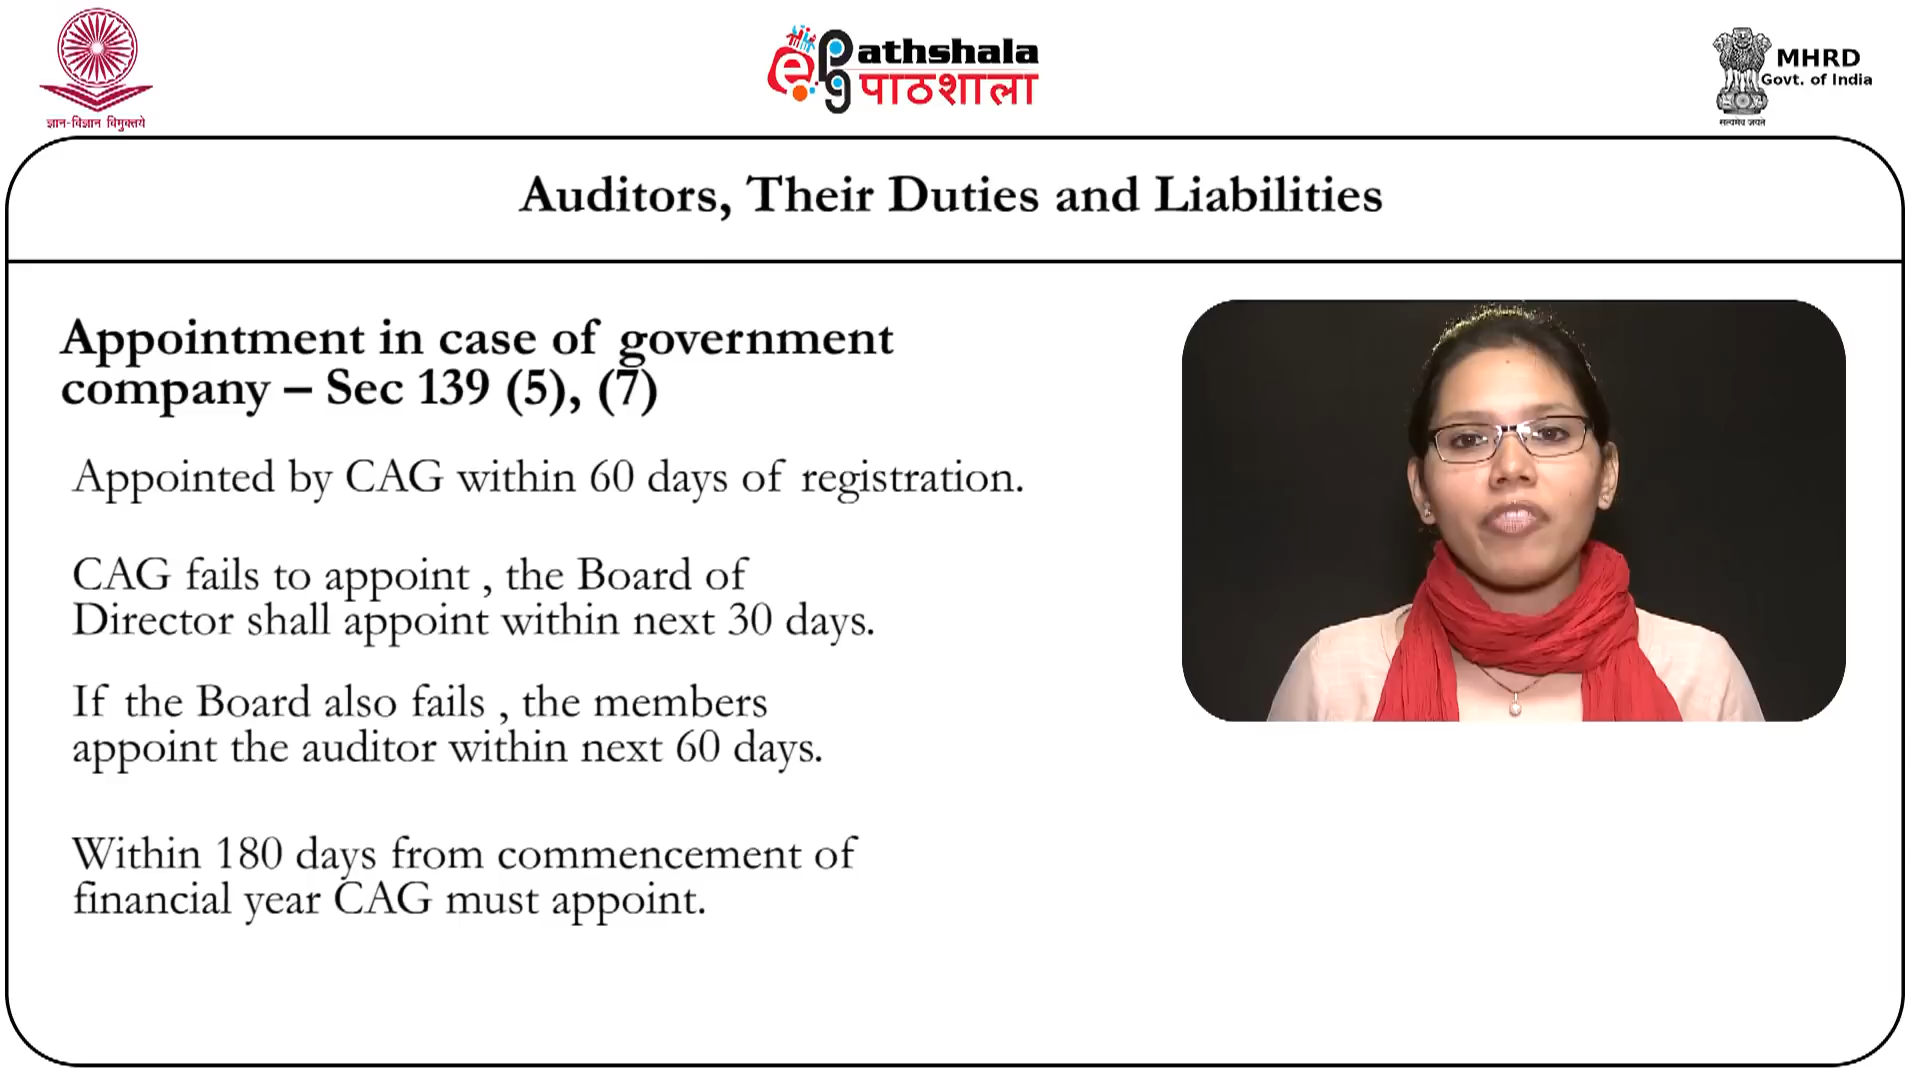 ज्ञान-विज्ञान विमुक्तये
ePathshala
पाठशाला
MHRD
Govt. of India
सत्यमेव जयते
Auditors, Their Duties and Liabilities
Appointment in case of government
company – Sec 139 (5), (7)
Appointed by CAG within 60 days of registration.
CAG fails to appoint , the Board of
Director shall appoint within next 30 days.
If the Board also fails , the members
appoint the auditor within next 60 days.
Within 180 days from commencement of
financial year CAG must appoint.